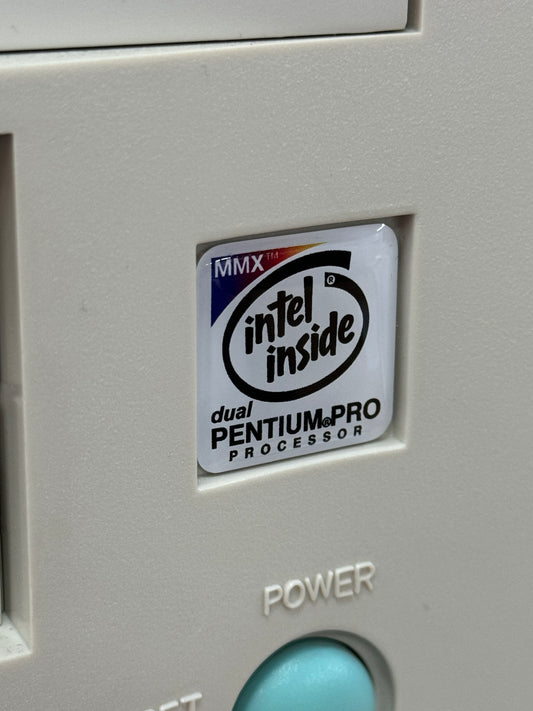 MMX™
intel®
inside
dual
PENTIUM®PRO
PROCESSOR
POWER